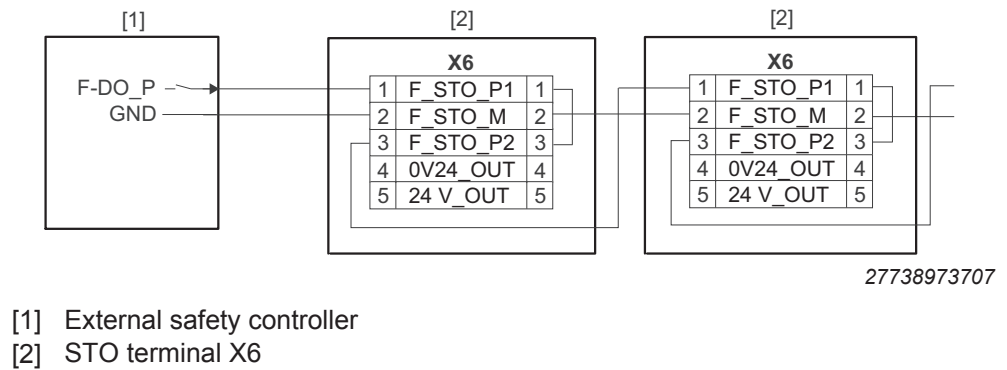 [1] [2] [2]
X6 X6
F-DO_P 1 F_STO_P1 1 1 F_STO_P1 1
GND 2 F_STO_M 2 2 F_STO_M 2
3 F_STO_P2 3 3 F_STO_P2 3
4 0V24_OUT 4 4 0V24_OUT 4
5 24 V_OUT 5 5 24 V_OUT 5
27738973707
[1] External safety controller
[2] STO terminal X6